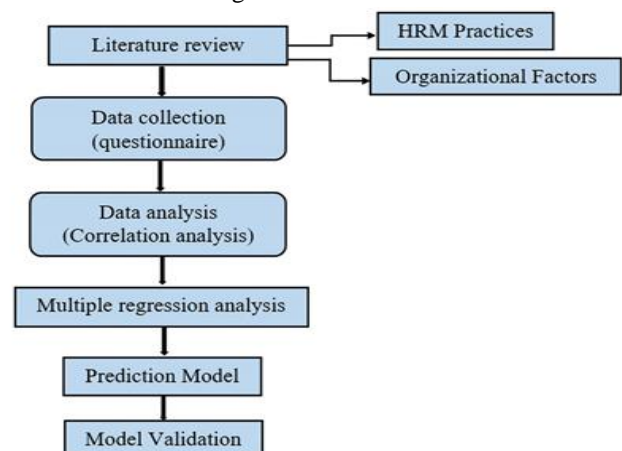 Literature review
HRM Practices
Organizational Factors
Data collection
(questionnaire)
Data analysis
(Correlation analysis)
Multiple regression analysis
Prediction Model
Model Validation